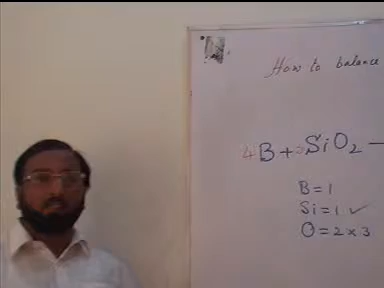 How to balance
4B + 3SiO₂ –
B = 1
Si = 1 ✓
O = 2 × 3